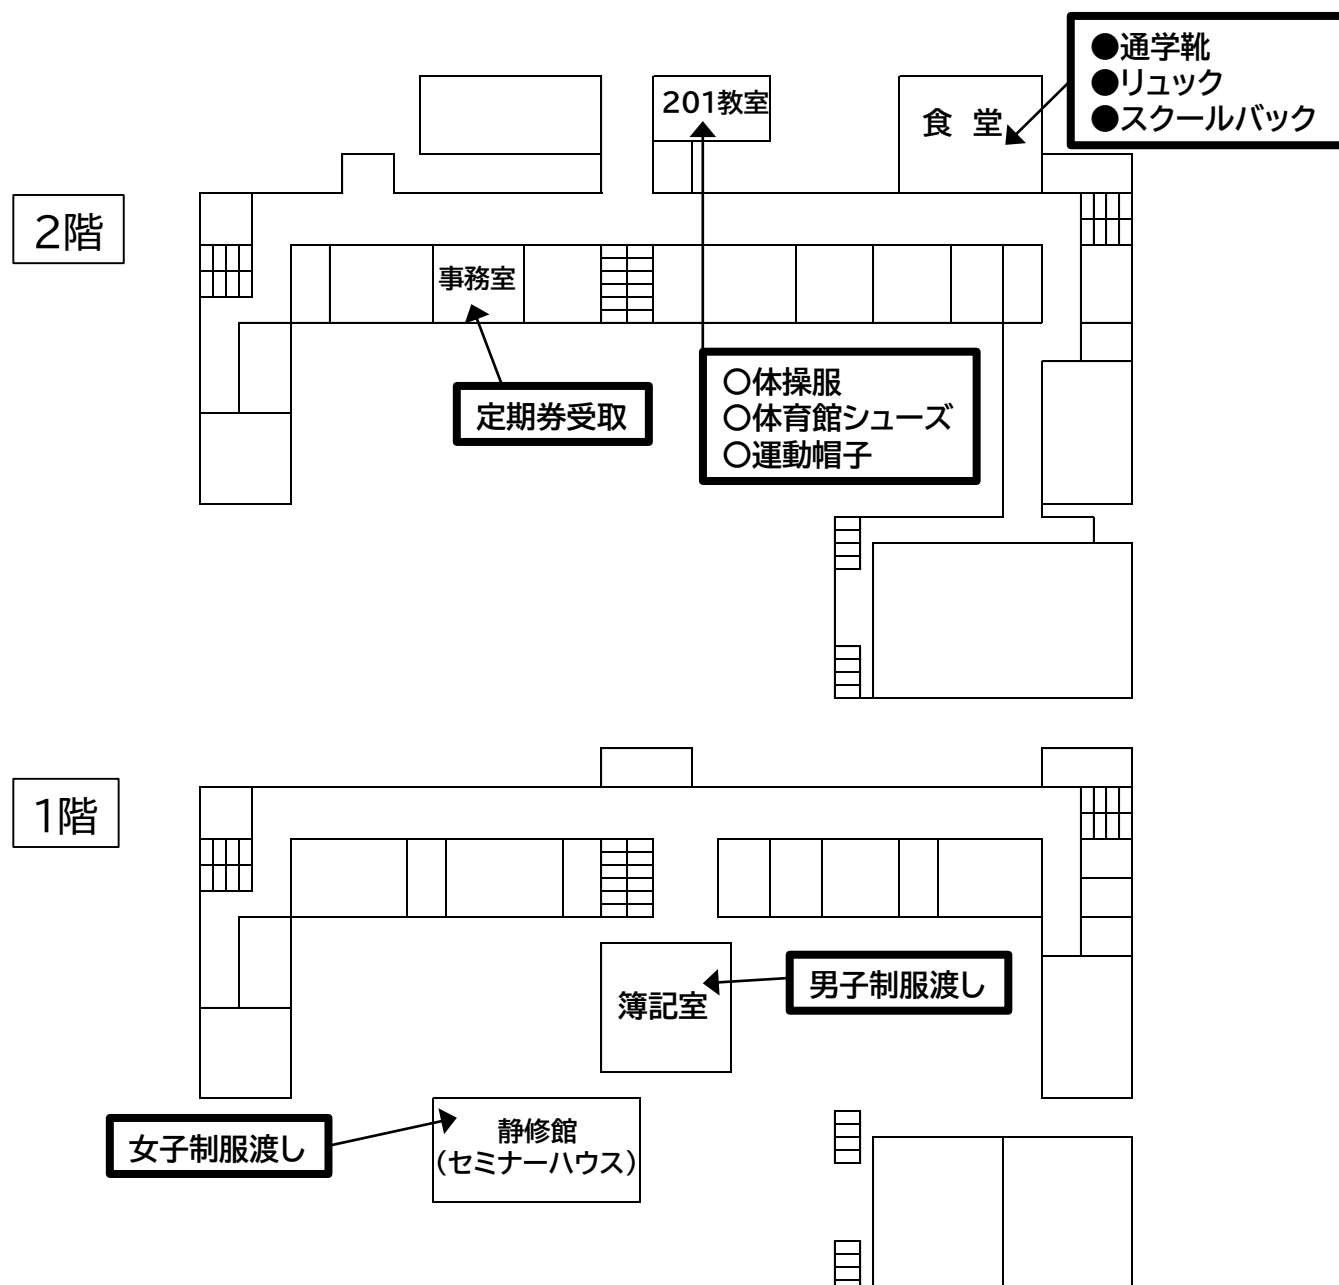 ●通学靴
●リュック
●スクールバック
201教室
食 堂
2階
事務室
定期券受取
○体操服
○体育館シューズ
○運動帽子
1階
簿記室
男子制服渡し
女子制服渡し
静修館
(セミナーハウス)